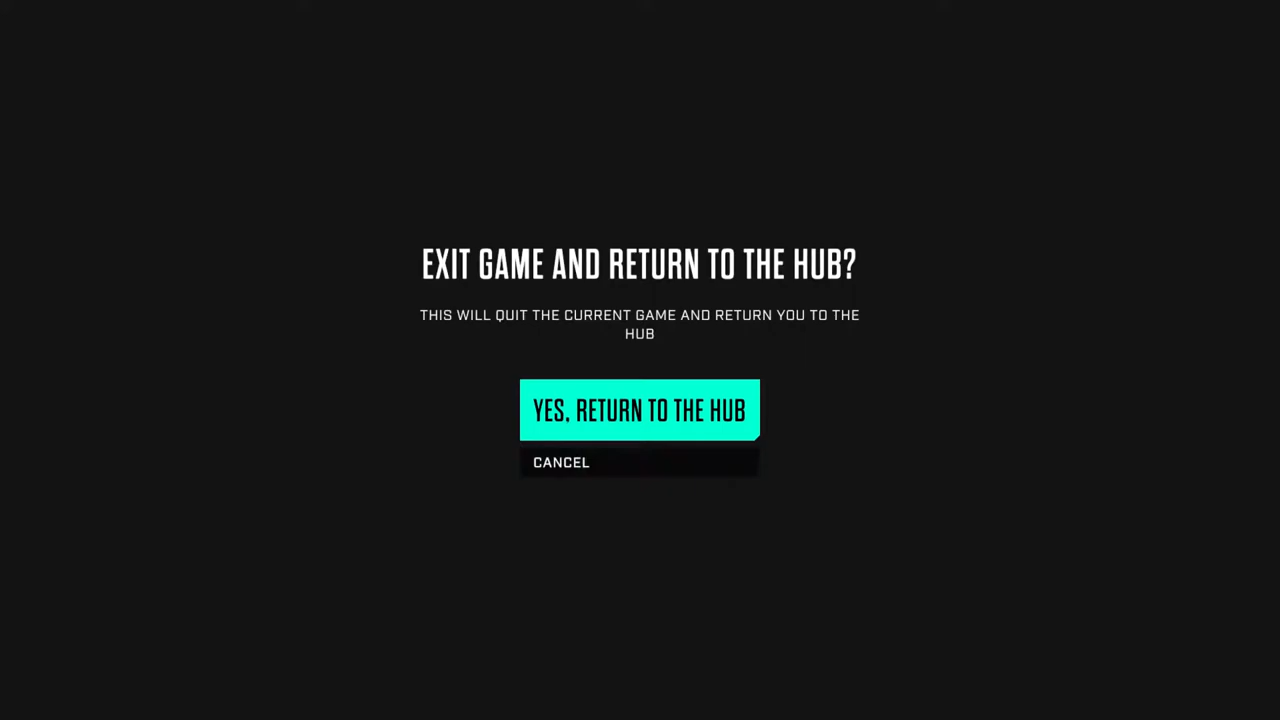 EXIT GAME AND RETURN TO THE HUB?
THIS WILL QUIT THE CURRENT GAME AND RETURN YOU TO THE
HUB
YES, RETURN TO THE HUB
CANCEL